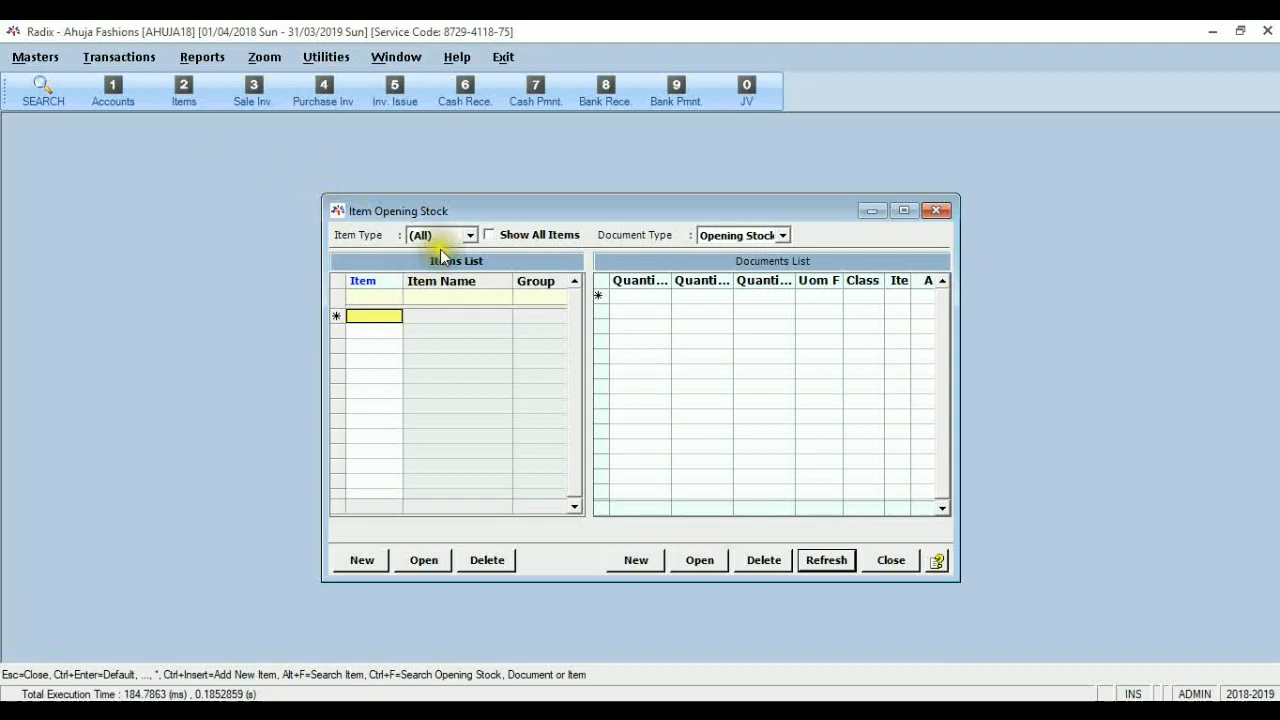 Radix - Ahuja Fashions [AHUJA18] [01/04/2018 Sun - 31/03/2019 Sun] [Service Code: 8729-4118-75]
Masters Transactions Reports Zoom Utilities Window Help Exit
1 2 3 4 5 6 7 8 9 0
SEARCH Accounts Items Sale Inv. Purchase Inv. Inv. Issue Cash Rece. Cash Pmnt. Bank Rece. Bank Pmnt. JV
Item Opening Stock
Item Type : (All) Show All Items Document Type : Opening Stock
Items List Documents List
Item Item Name Group Quanti... Quanti... Quanti... Uom F Class Ite A
New Open Delete New Open Delete Refresh Close
Esc=Close, Ctrl+Enter=Default, ..., *, Ctrl+Insert=Add New Item, Alt+F=Search Item, Ctrl+F=Search Opening Stock, Document or Item
Total Execution Time : 184.7863 (ms) , 0.1852859 (s) INS ADMIN 2018-2019